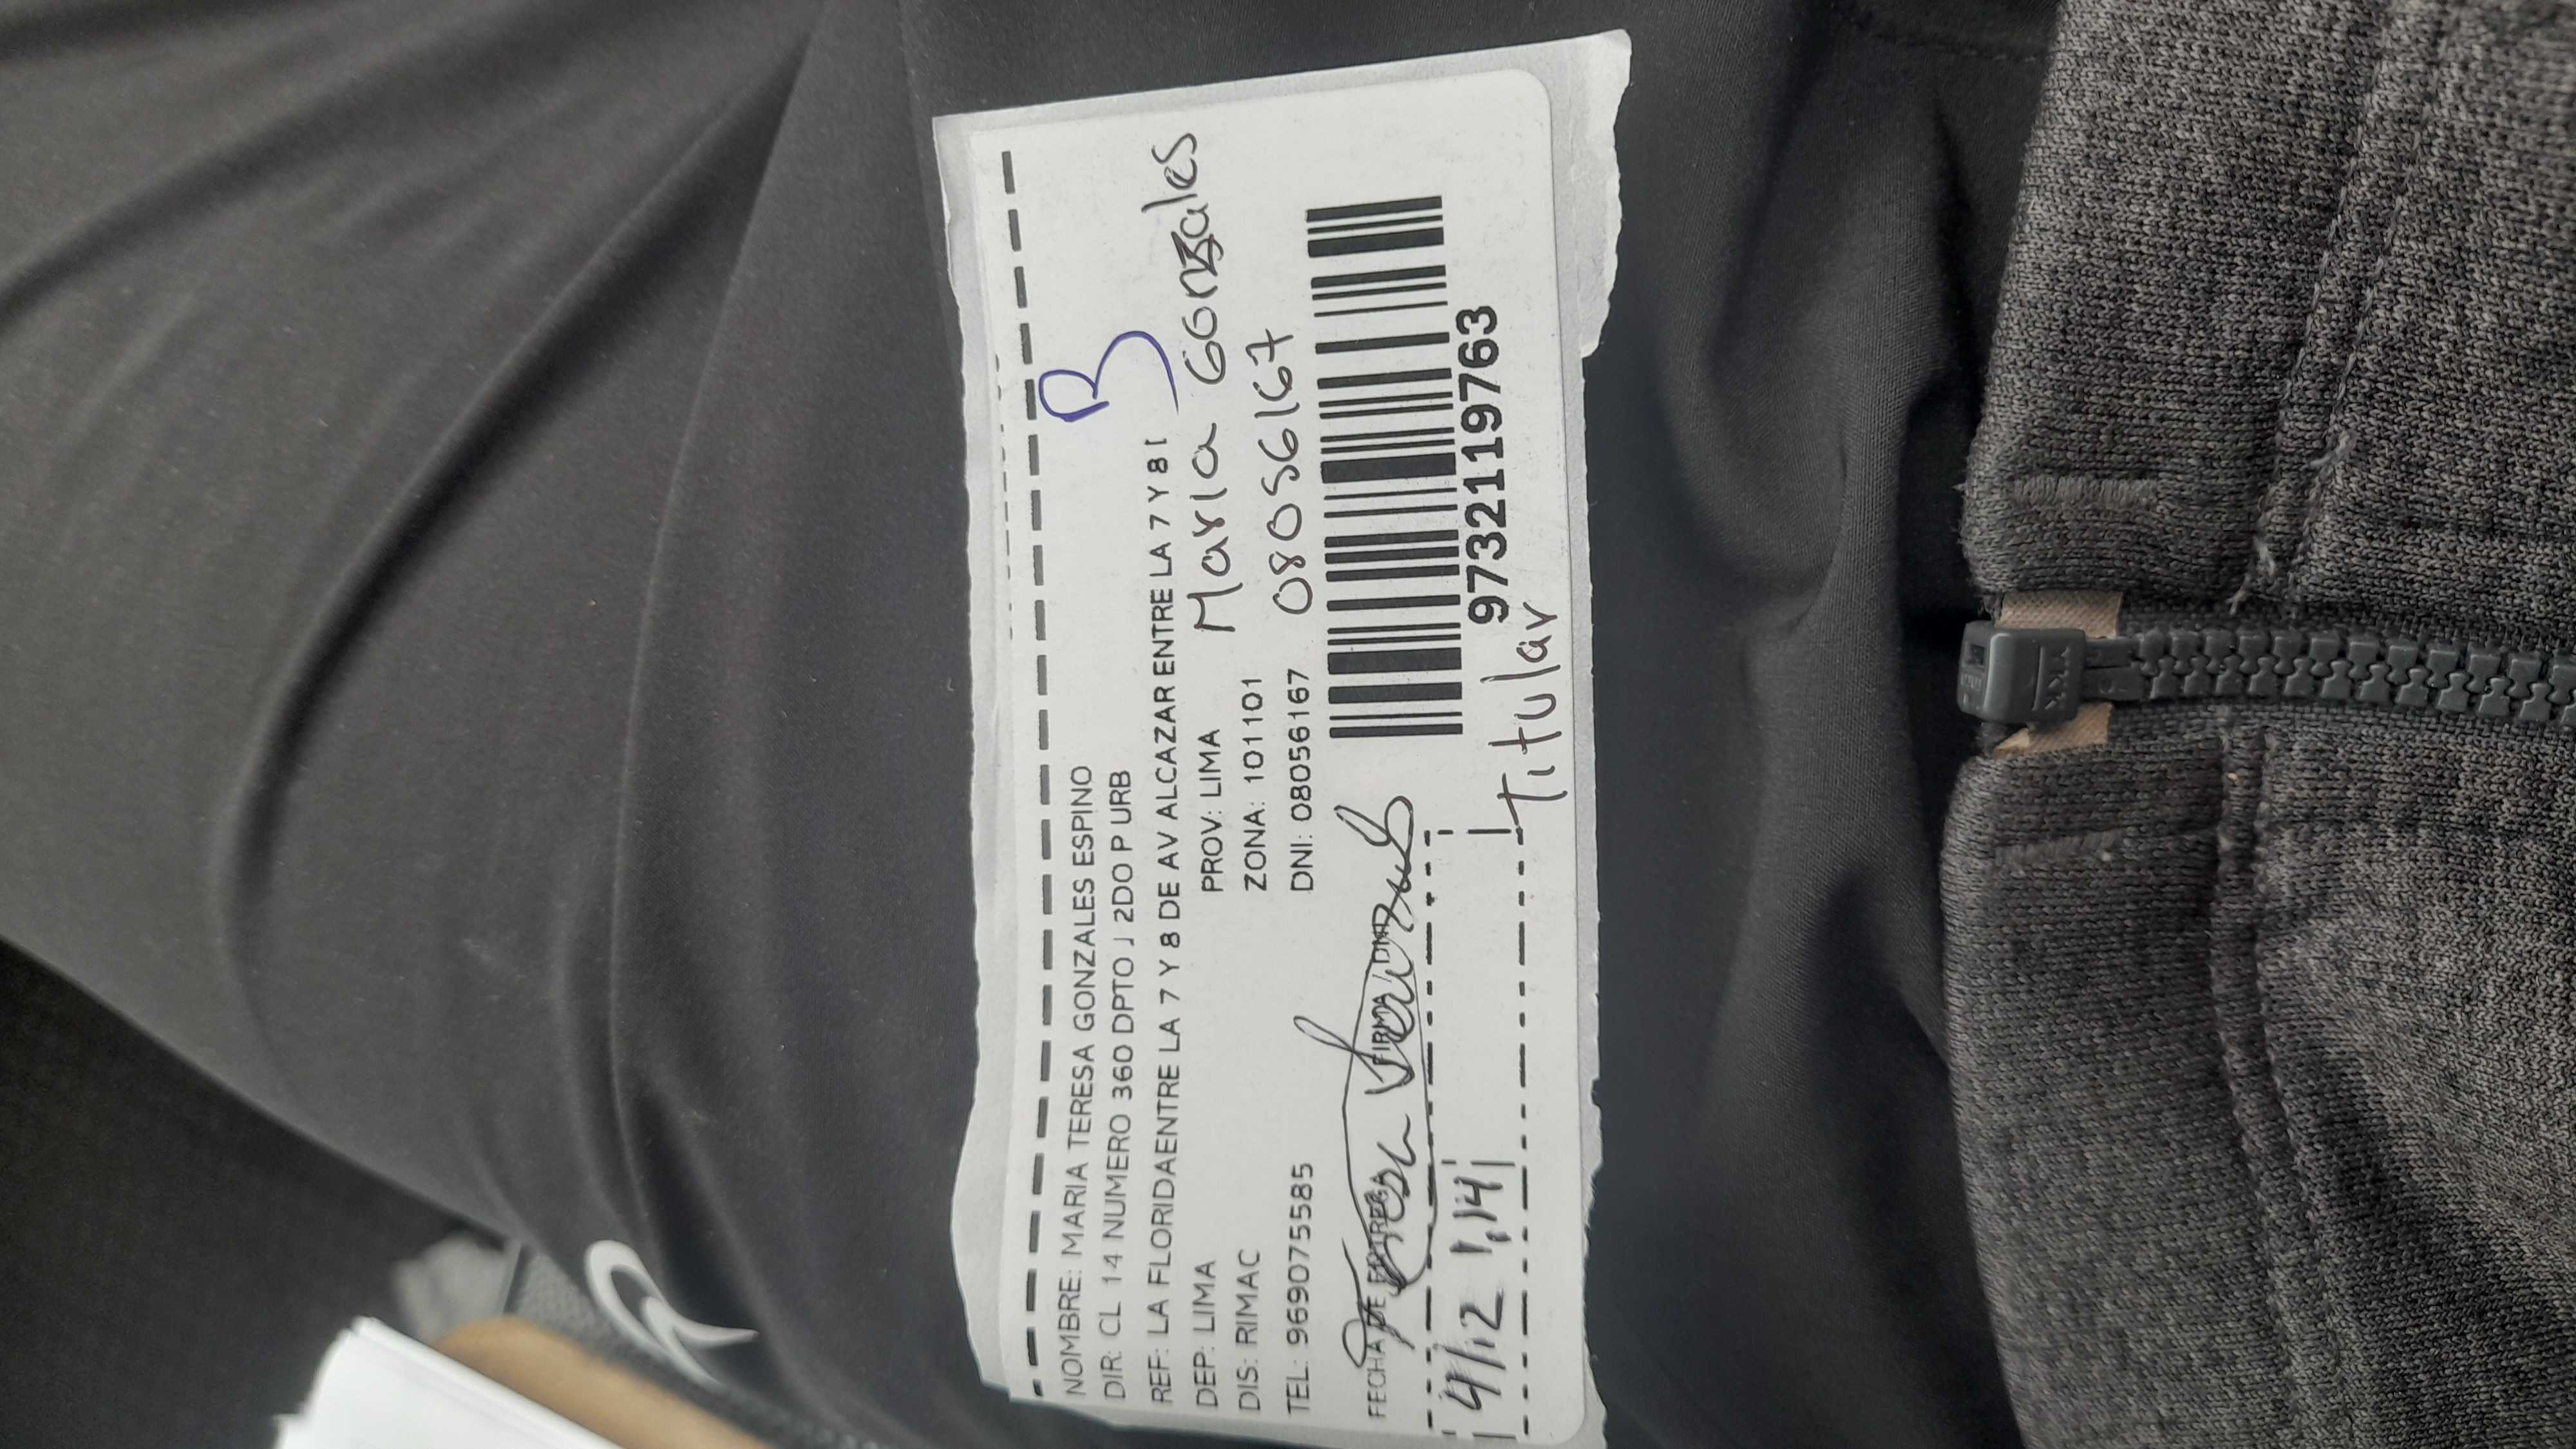 B
NOMBRE: MARIA TERESA GONZALES ESPINO
DIR: CL 14 NUMERO 360 DPTO J 2DO P URB
REF: LA FLORIDAENTRE LA 7 Y 8 DE AV ALCAZAR ENTRE LA 7 Y 8 [
DEP: LIMA PROV: LIMA Maria Gonzales
DIS: RIMAC ZONA: 101101
TEL: 969075585 DNI: 08056167 08056167
FECHA DE ENTREGA FIRMA DNI
9732119763
4/12 1,14 Titular
YKK